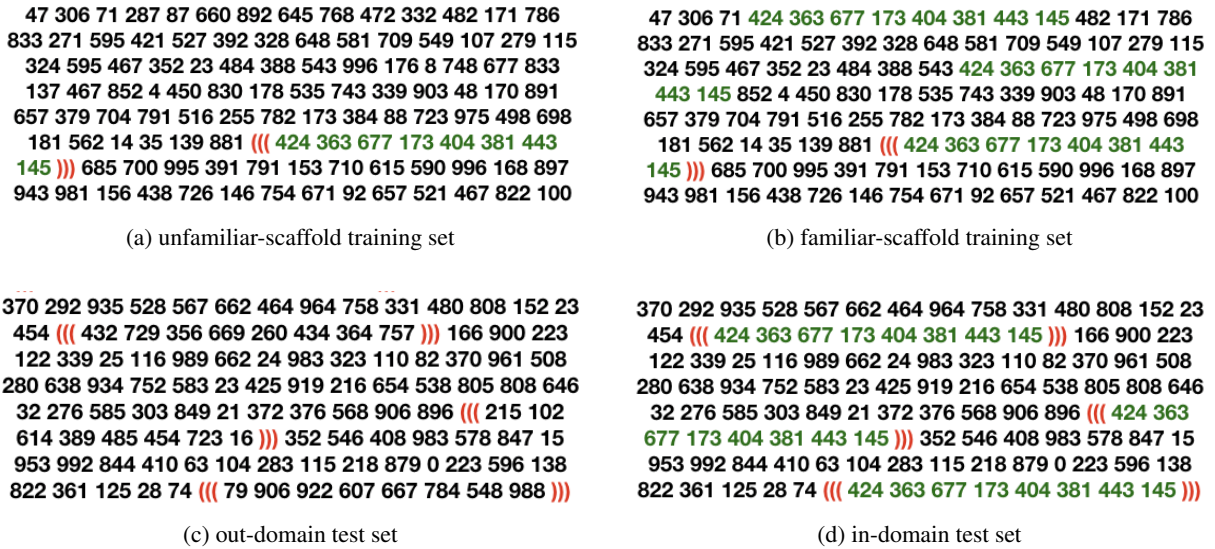 47 306 71 287 87 660 892 645 768 472 332 482 171 786
833 271 595 421 527 392 328 648 581 709 549 107 279 115
324 595 467 352 23 484 388 543 996 176 8 748 677 833
137 467 852 4 450 830 178 535 743 339 903 48 170 891
657 379 704 791 516 255 782 173 384 88 723 975 498 698
181 562 14 35 139 881 ((( 424 363 677 173 404 381 443
145 ))) 685 700 995 391 791 153 710 615 590 996 168 897
943 981 156 438 726 146 754 671 92 657 521 467 822 100
(a) unfamiliar-scaffold training set
47 306 71 424 363 677 173 404 381 443 145 482 171 786
833 271 595 421 527 392 328 648 581 709 549 107 279 115
324 595 467 352 23 484 388 543 424 363 677 173 404 381
443 145 852 4 450 830 178 535 743 339 903 48 170 891
657 379 704 791 516 255 782 173 384 88 723 975 498 698
181 562 14 35 139 881 ((( 424 363 677 173 404 381 443
145 ))) 685 700 995 391 791 153 710 615 590 996 168 897
943 981 156 438 726 146 754 671 92 657 521 467 822 100
(b) familiar-scaffold training set
370 292 935 528 567 662 464 964 758 331 480 808 152 23
454 ((( 432 729 356 669 260 434 364 757 ))) 166 900 223
122 339 25 116 989 662 24 983 323 110 82 370 961 508
280 638 934 752 583 23 425 919 216 654 538 805 808 646
32 276 585 303 849 21 372 376 568 906 896 ((( 215 102
614 389 485 454 723 16 ))) 352 546 408 983 578 847 15
953 992 844 410 63 104 283 115 218 879 0 223 596 138
822 361 125 28 74 ((( 79 906 922 607 667 784 548 988 )))
(c) out-domain test set
370 292 935 528 567 662 464 964 758 331 480 808 152 23
454 ((( 424 363 677 173 404 381 443 145 ))) 166 900 223
122 339 25 116 989 662 24 983 323 110 82 370 961 508
280 638 934 752 583 23 425 919 216 654 538 805 808 646
32 276 585 303 849 21 372 376 568 906 896 ((( 424 363
677 173 404 381 443 145 ))) 352 546 408 983 578 847 15
953 992 844 410 63 104 283 115 218 879 0 223 596 138
822 361 125 28 74 ((( 424 363 677 173 404 381 443 145 )))
(d) in-domain test set